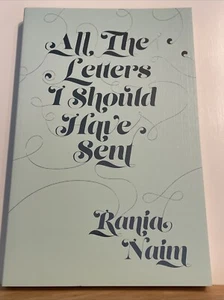 All The
Letters
I Should
Have
Sent
Rania
Naim